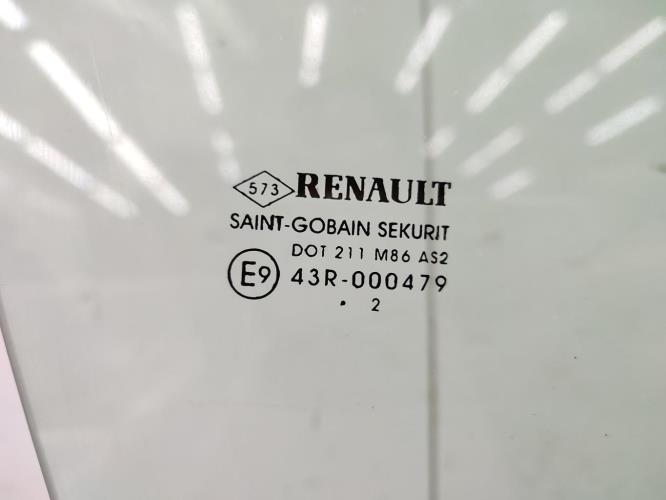 573 RENAULT
SAINT-GOBAIN SEKURIT
DOT 211 M86 AS2
E9 43R-000479
. 2